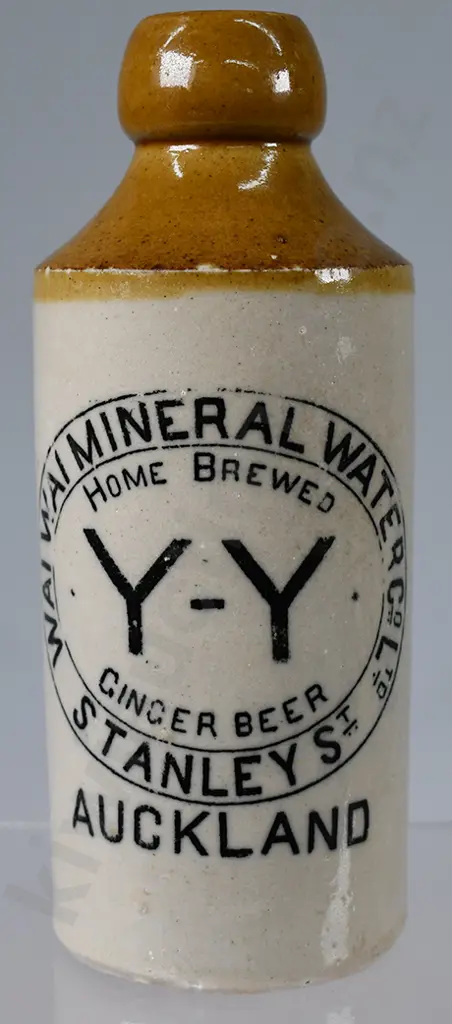 WAI WAI MINERAL WATER Co LTD
HOME BREWED
Y-Y
GINGER BEER
STANLEY ST
AUCKLAND